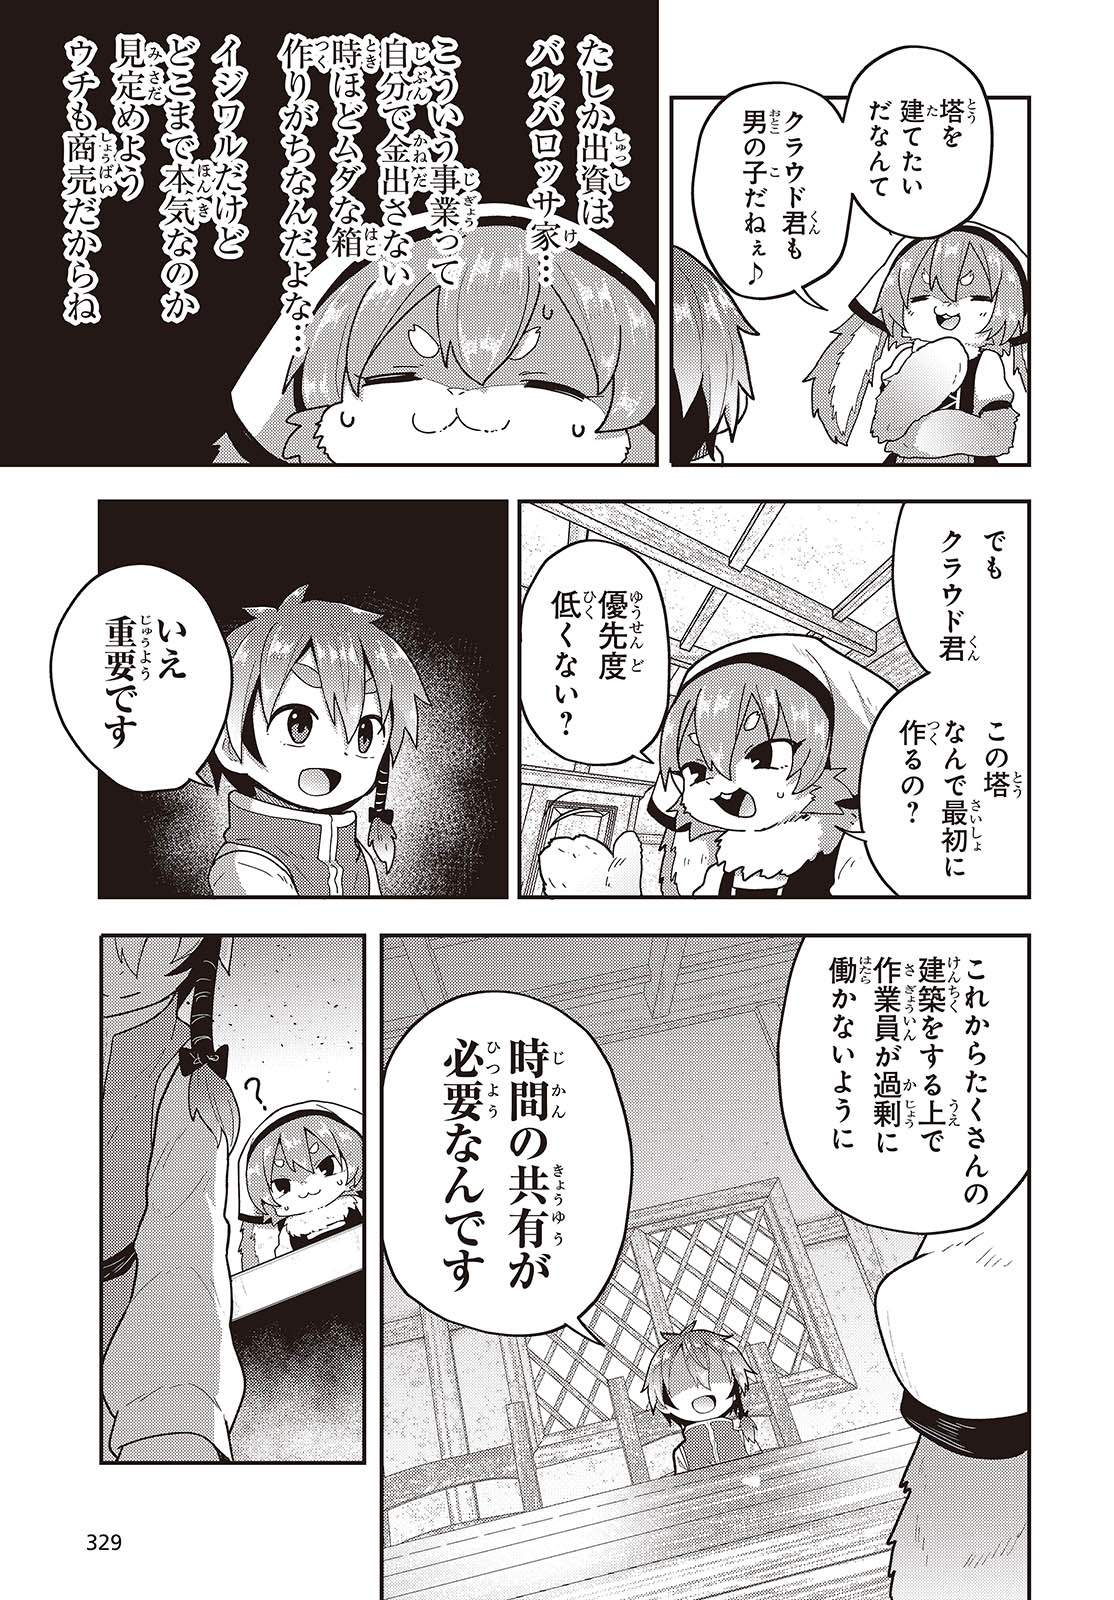 塔を
建てたい
だなんて
クラウド君も
男の子だねぇ♪
たしか出資は
バルバロッサ家…
こういう事業って
自分で金出さない
時ほどムダな箱
作りがちなんだよな…
イジワルだけど
どこまで本気なのか
見定めよう
ウチも商売だからね
でも
クラウド君
この塔
なんで最初に
作るの？
優先度
低くない？
いえ
重要です
これからたくさんの
建築をする上で
作業員が過剰に
働かないように
時間の共有が
必要なんです
?
329